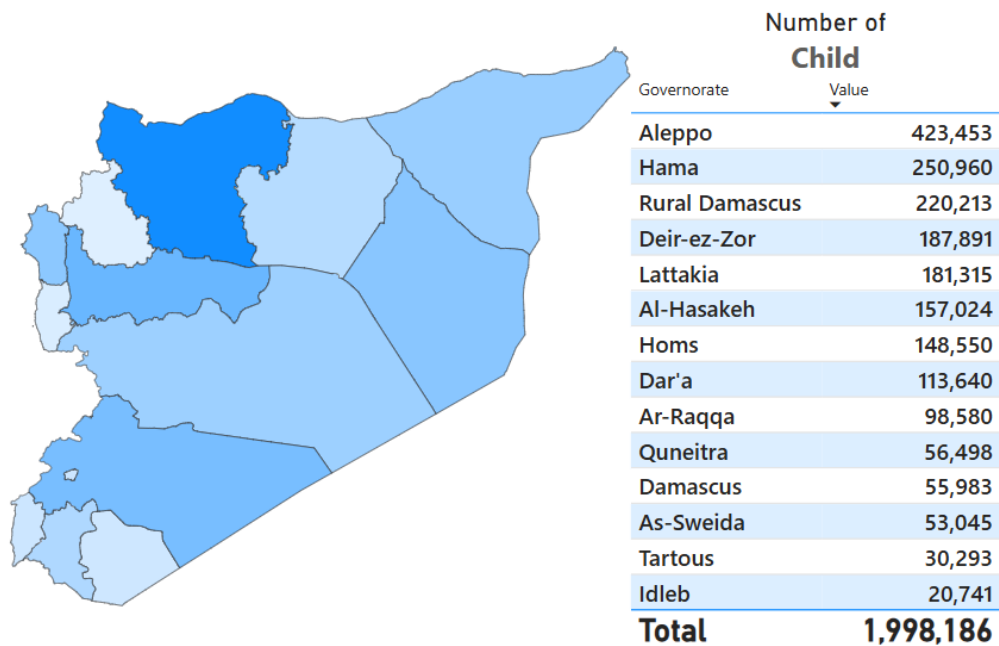 Number of
Child
Governorate Value
Aleppo 423,453
Hama 250,960
Rural Damascus 220,213
Deir-ez-Zor 187,891
Lattakia 181,315
Al-Hasakeh 157,024
Homs 148,550
Dar'a 113,640
Ar-Raqqa 98,580
Quneitra 56,498
Damascus 55,983
As-Sweida 53,045
Tartous 30,293
Idleb 20,741
Total 1,998,186